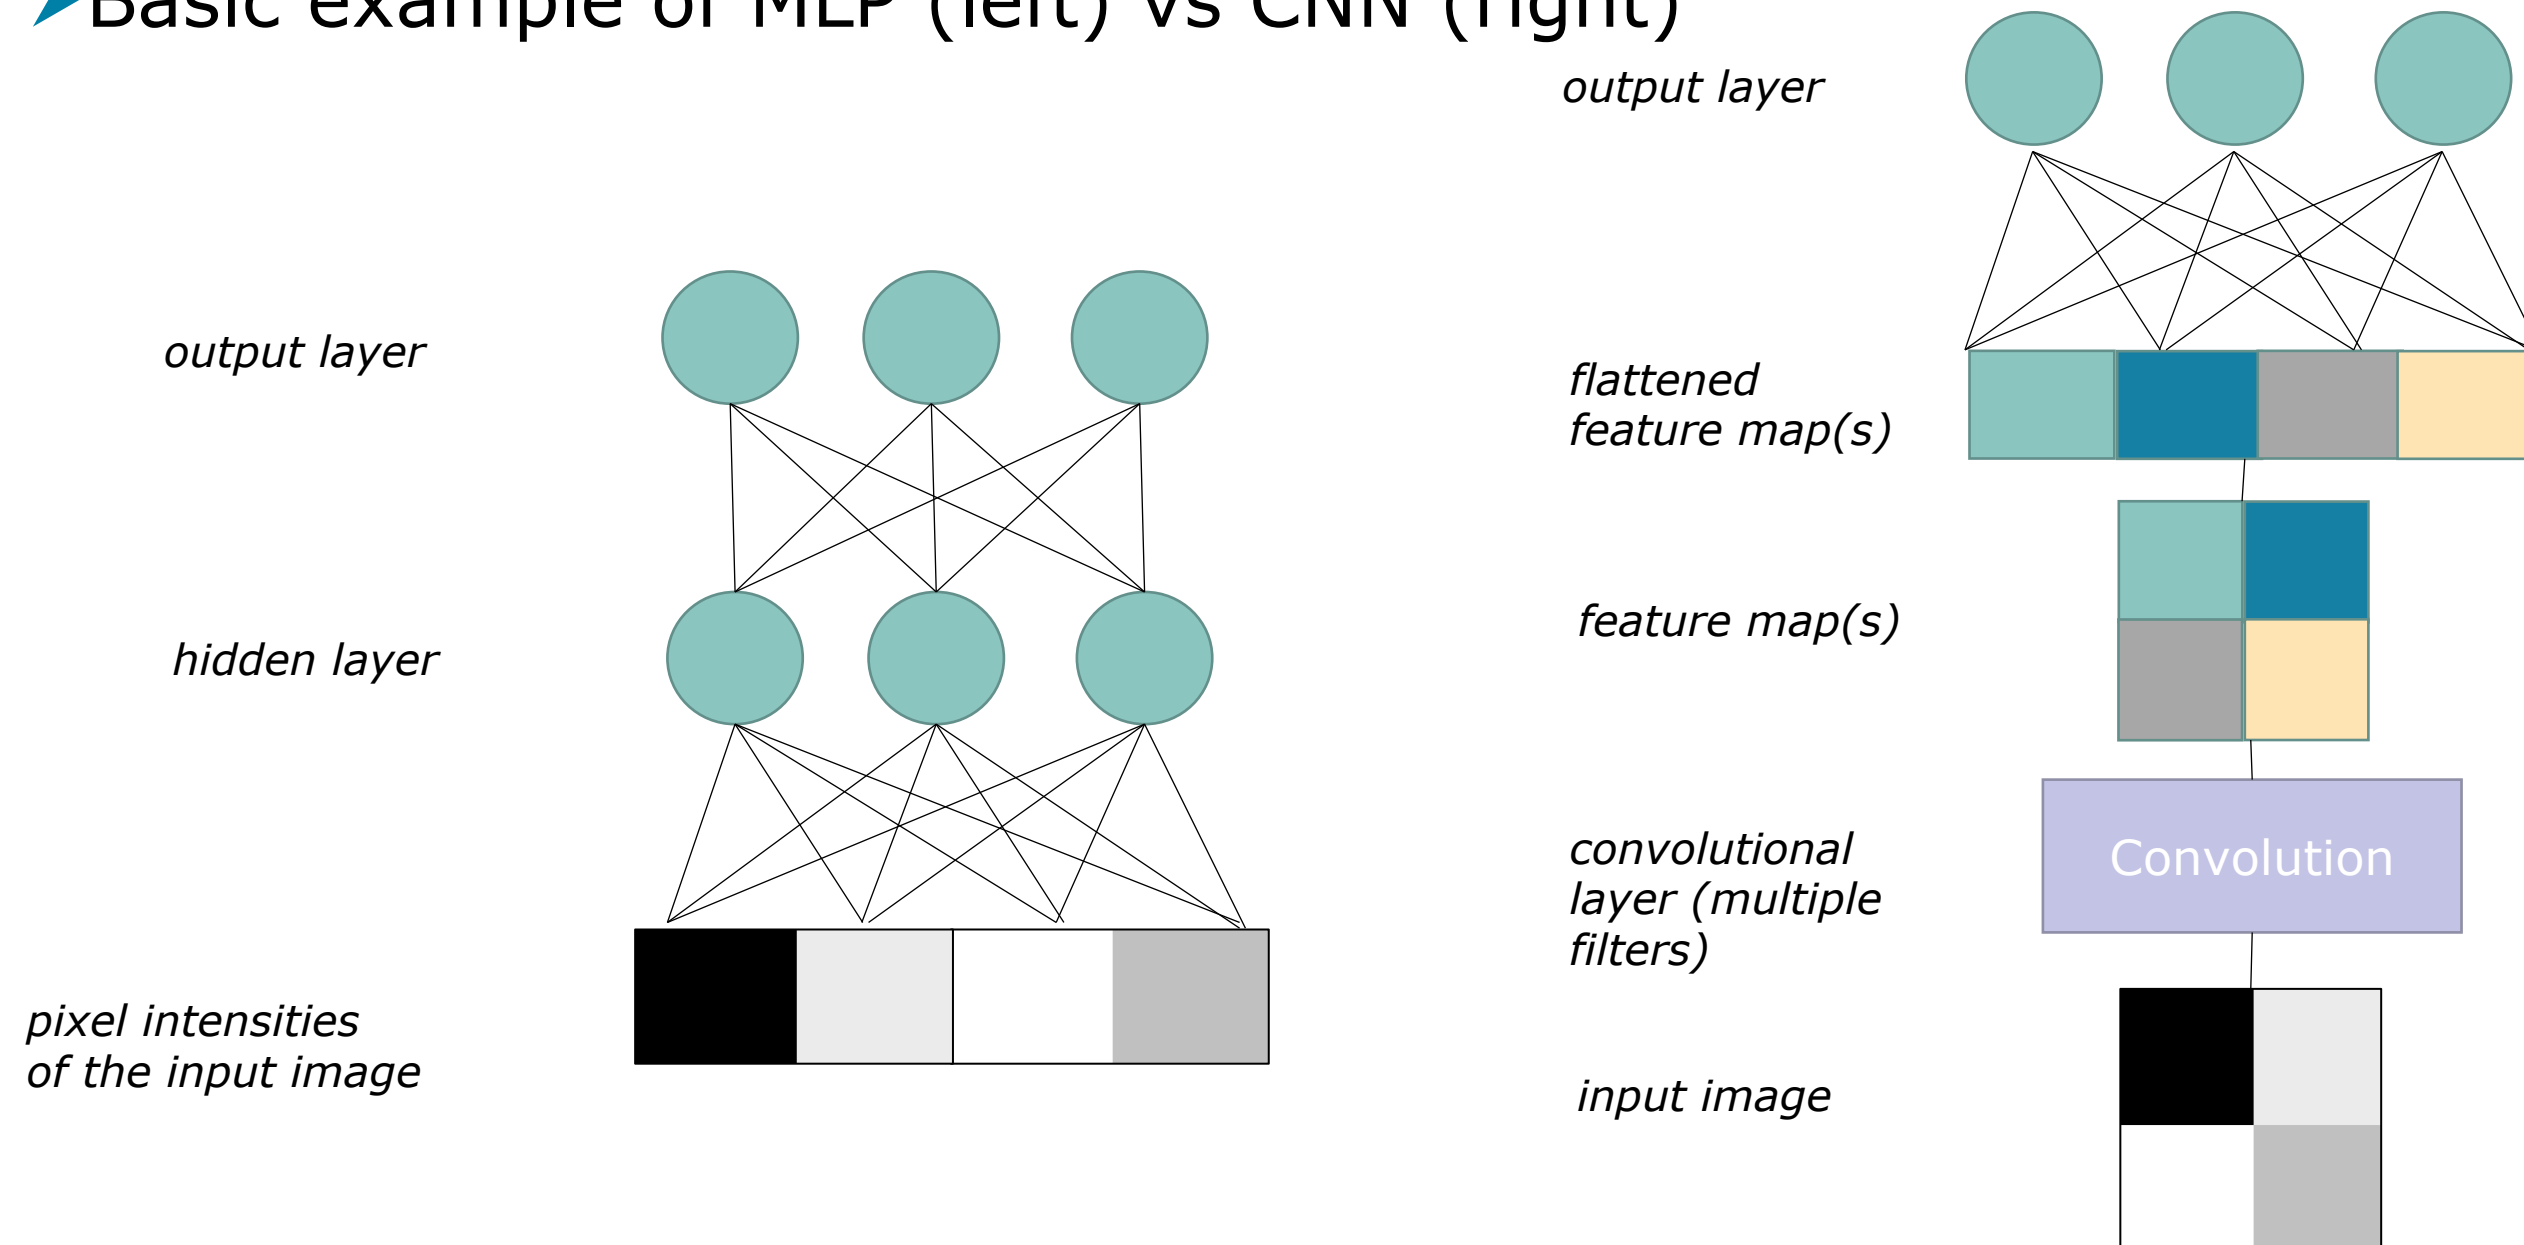 Basic example of MLP (left) vs CNN (right)
output layer
hidden layer
pixel intensities
of the input image
output layer
flattened
feature map(s)
feature map(s)
convolutional
layer (multiple
filters)
Convolution
input image